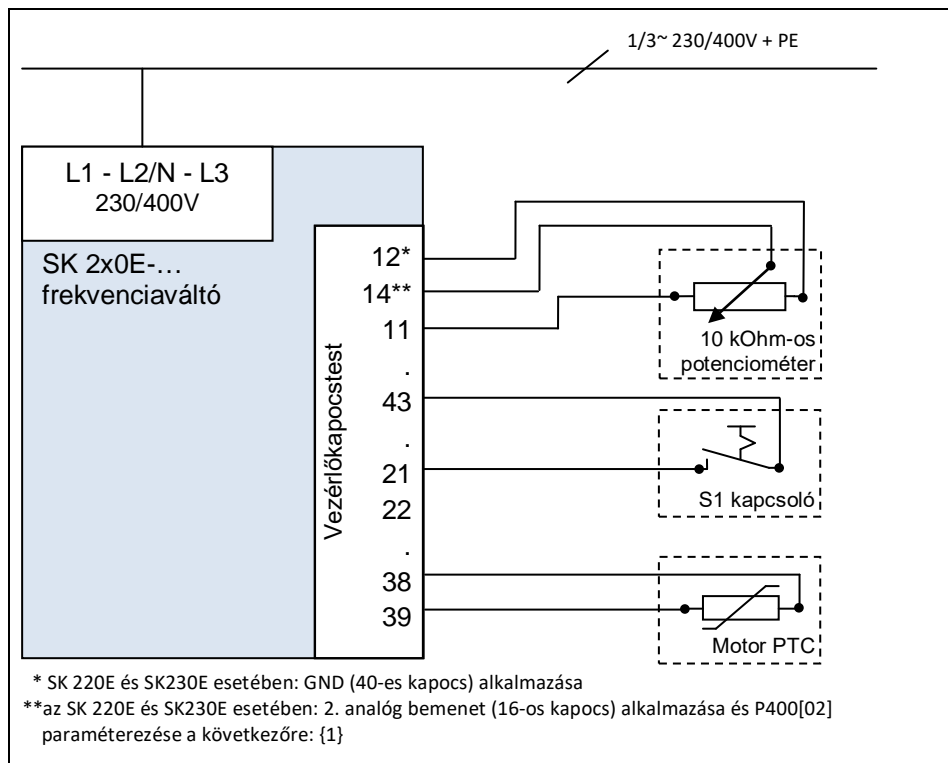 1/3~ 230/400V + PE
L1 - L2/N - L3
230/400V
SK 2x0E-…
frekvenciaváltó
Vezérlőkapocstest
12*
14**
11
.
43
.
21
22
.
38
39
10 kOhm-os
potenciométer
S1 kapcsoló
Motor PTC
* SK 220E és SK230E esetében: GND (40-es kapocs) alkalmazása
**az SK 220E és SK230E esetében: 2. analóg bemenet (16-os kapocs) alkalmazása és P400[02]
paraméterezése a következőre: {1}